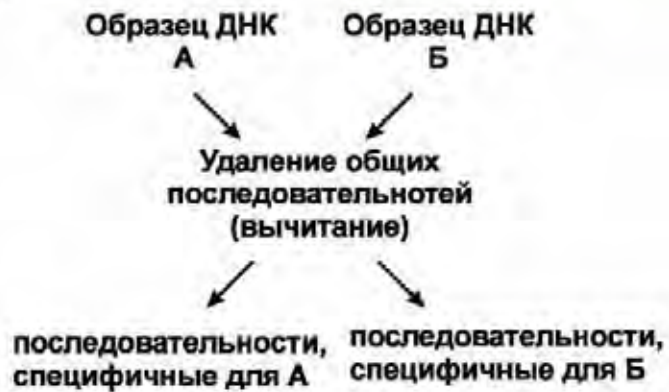 Образец ДНК
А
Образец ДНК
Б
Удаление общих
последовательнотей
(вычитание)
последовательности,
специфичные для А
последовательности,
специфичные для Б